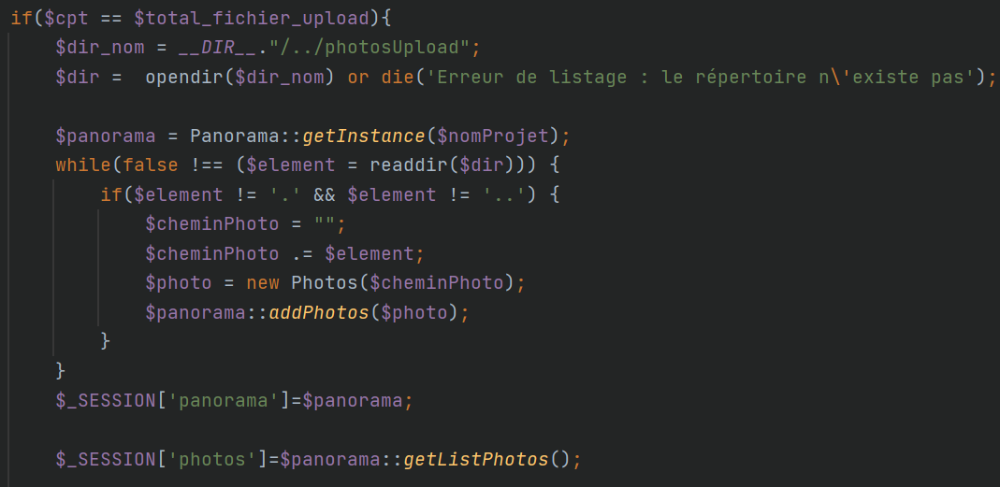 if($cpt == $total_fichier_upload){
    $dir_nom = __DIR__."/../photosUpload";
    $dir =  opendir($dir_nom) or die('Erreur de listage : le répertoire n\'existe pas');
    $panorama = Panorama::getInstance($nomProjet);
    while(false !== ($element = readdir($dir))) {
        if($element != '.' && $element != '..') {
            $cheminPhoto = "";
            $cheminPhoto .= $element;
            $photo = new Photos($cheminPhoto);
            $panorama::addPhotos($photo);
        }
    }
    $_SESSION['panorama']=$panorama;
    $_SESSION['photos']=$panorama::getListPhotos();